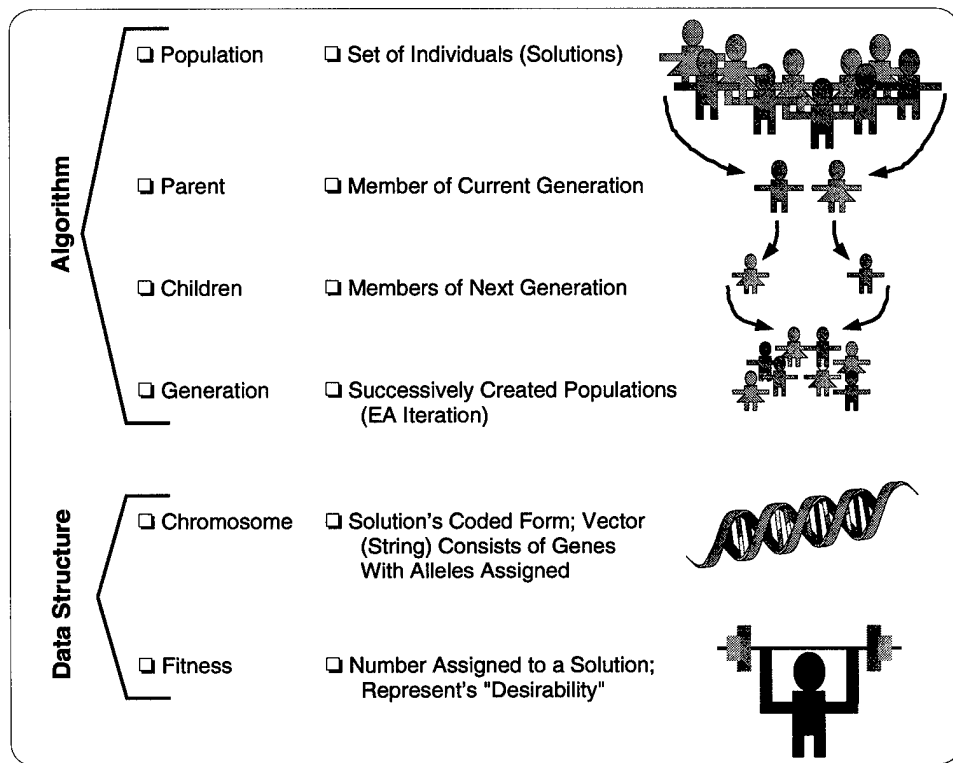 Algorithm
❑ Population ❑ Set of Individuals (Solutions)
❑ Parent ❑ Member of Current Generation
❑ Children ❑ Members of Next Generation
❑ Generation ❑ Successively Created Populations
(EA Iteration)
Data Structure
❑ Chromosome ❑ Solution's Coded Form; Vector
(String) Consists of Genes
With Alleles Assigned
❑ Fitness ❑ Number Assigned to a Solution;
Represent's "Desirability"